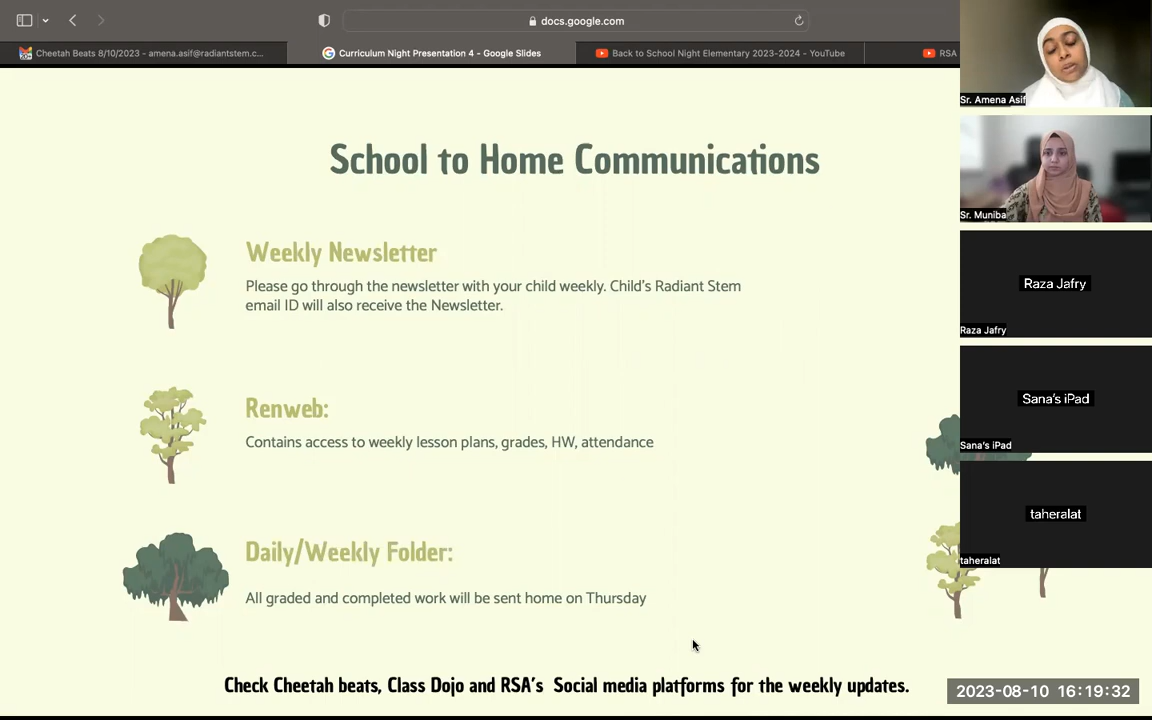 docs.google.com
Cheetah Beats 8/10/2023 - amena.asif@radiantstem.c...
Curriculum Night Presentation 4 - Google Slides
Back to School Night Elementary 2023-2024 - YouTube
RSA
School to Home Communications
Weekly Newsletter
Please go through the newsletter with your child weekly. Child's Radiant Stem
email ID will also receive the Newsletter.
Renweb:
Contains access to weekly lesson plans, grades, HW, attendance
Daily/Weekly Folder:
All graded and completed work will be sent home on Thursday
Check Cheetah beats, Class Dojo and RSA's Social media platforms for the weekly updates.
Sr. Amena Asif
Sr. Muniba
Raza Jafry
Raza Jafry
Sana's iPad
Sana's iPad
taheralat
taheralat
2023-08-10 16:19:32